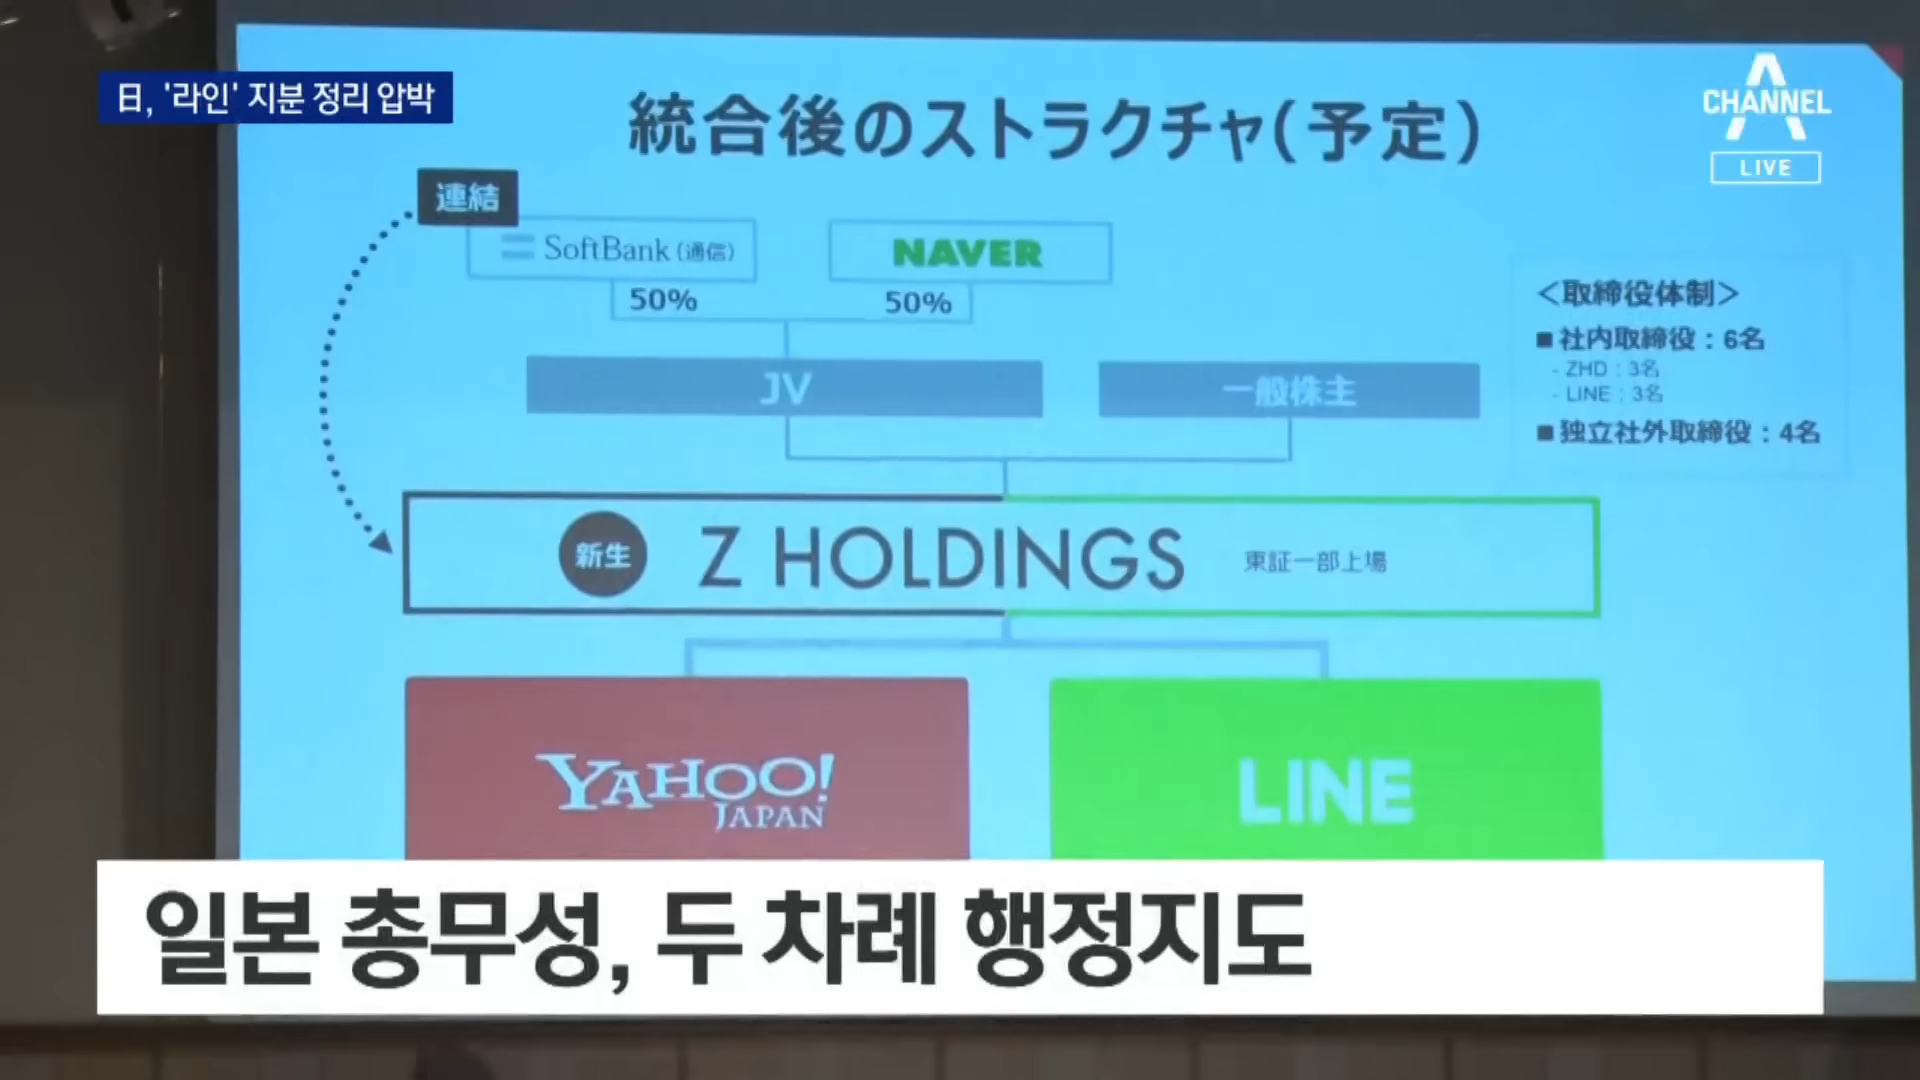 日, '라인' 지분 정리 압박
CHANNEL A
LIVE
統合後のストラクチャ(予定)
連結
SoftBank(通信)
NAVER
50%
50%
JV
一般株主
<取締役体制>
■社内取締役:6名
- ZHD:3名
- LINE:3名
■独立社外取締役:4名
新生
Z HOLDINGS
東証一部上場
YAHOO!
JAPAN
LINE
일본 총무성, 두 차례 행정지도